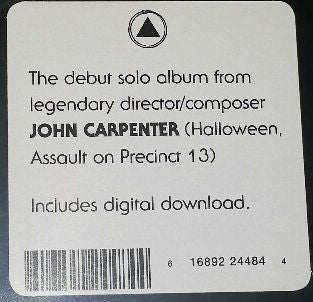 The debut solo album from
legendary director/composer
JOHN CARPENTER (Halloween,
Assault on Precinct 13)
Includes digital download.
6 16892 24484 4